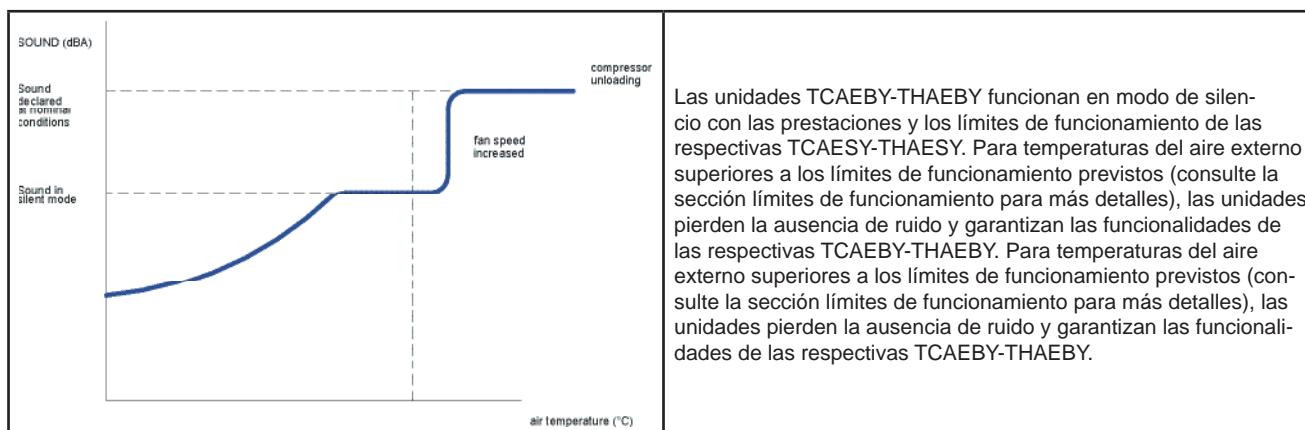 SOUND (dBA)
Sound
declared
at nominal
conditions
compressor
unloading
fan speed
increased
Sound in
silent mode
air temperature (°C)
Las unidades TCAEBY-THAEBY funcionan en modo de silen-
cio con las prestaciones y los límites de funcionamiento de las
respectivas TCAESY-THAESY. Para temperaturas del aire externo
superiores a los límites de funcionamiento previstos (consulte la
sección límites de funcionamiento para más detalles), las unidades
pierden la ausencia de ruido y garantizan las funcionalidades de
las respectivas TCAEBY-THAEBY. Para temperaturas del aire
externo superiores a los límites de funcionamiento previstos (con-
sulte la sección límites de funcionamiento para más detalles), las
unidades pierden la ausencia de ruido y garantizan las funcionali-
dades de las respectivas TCAEBY-THAEBY.